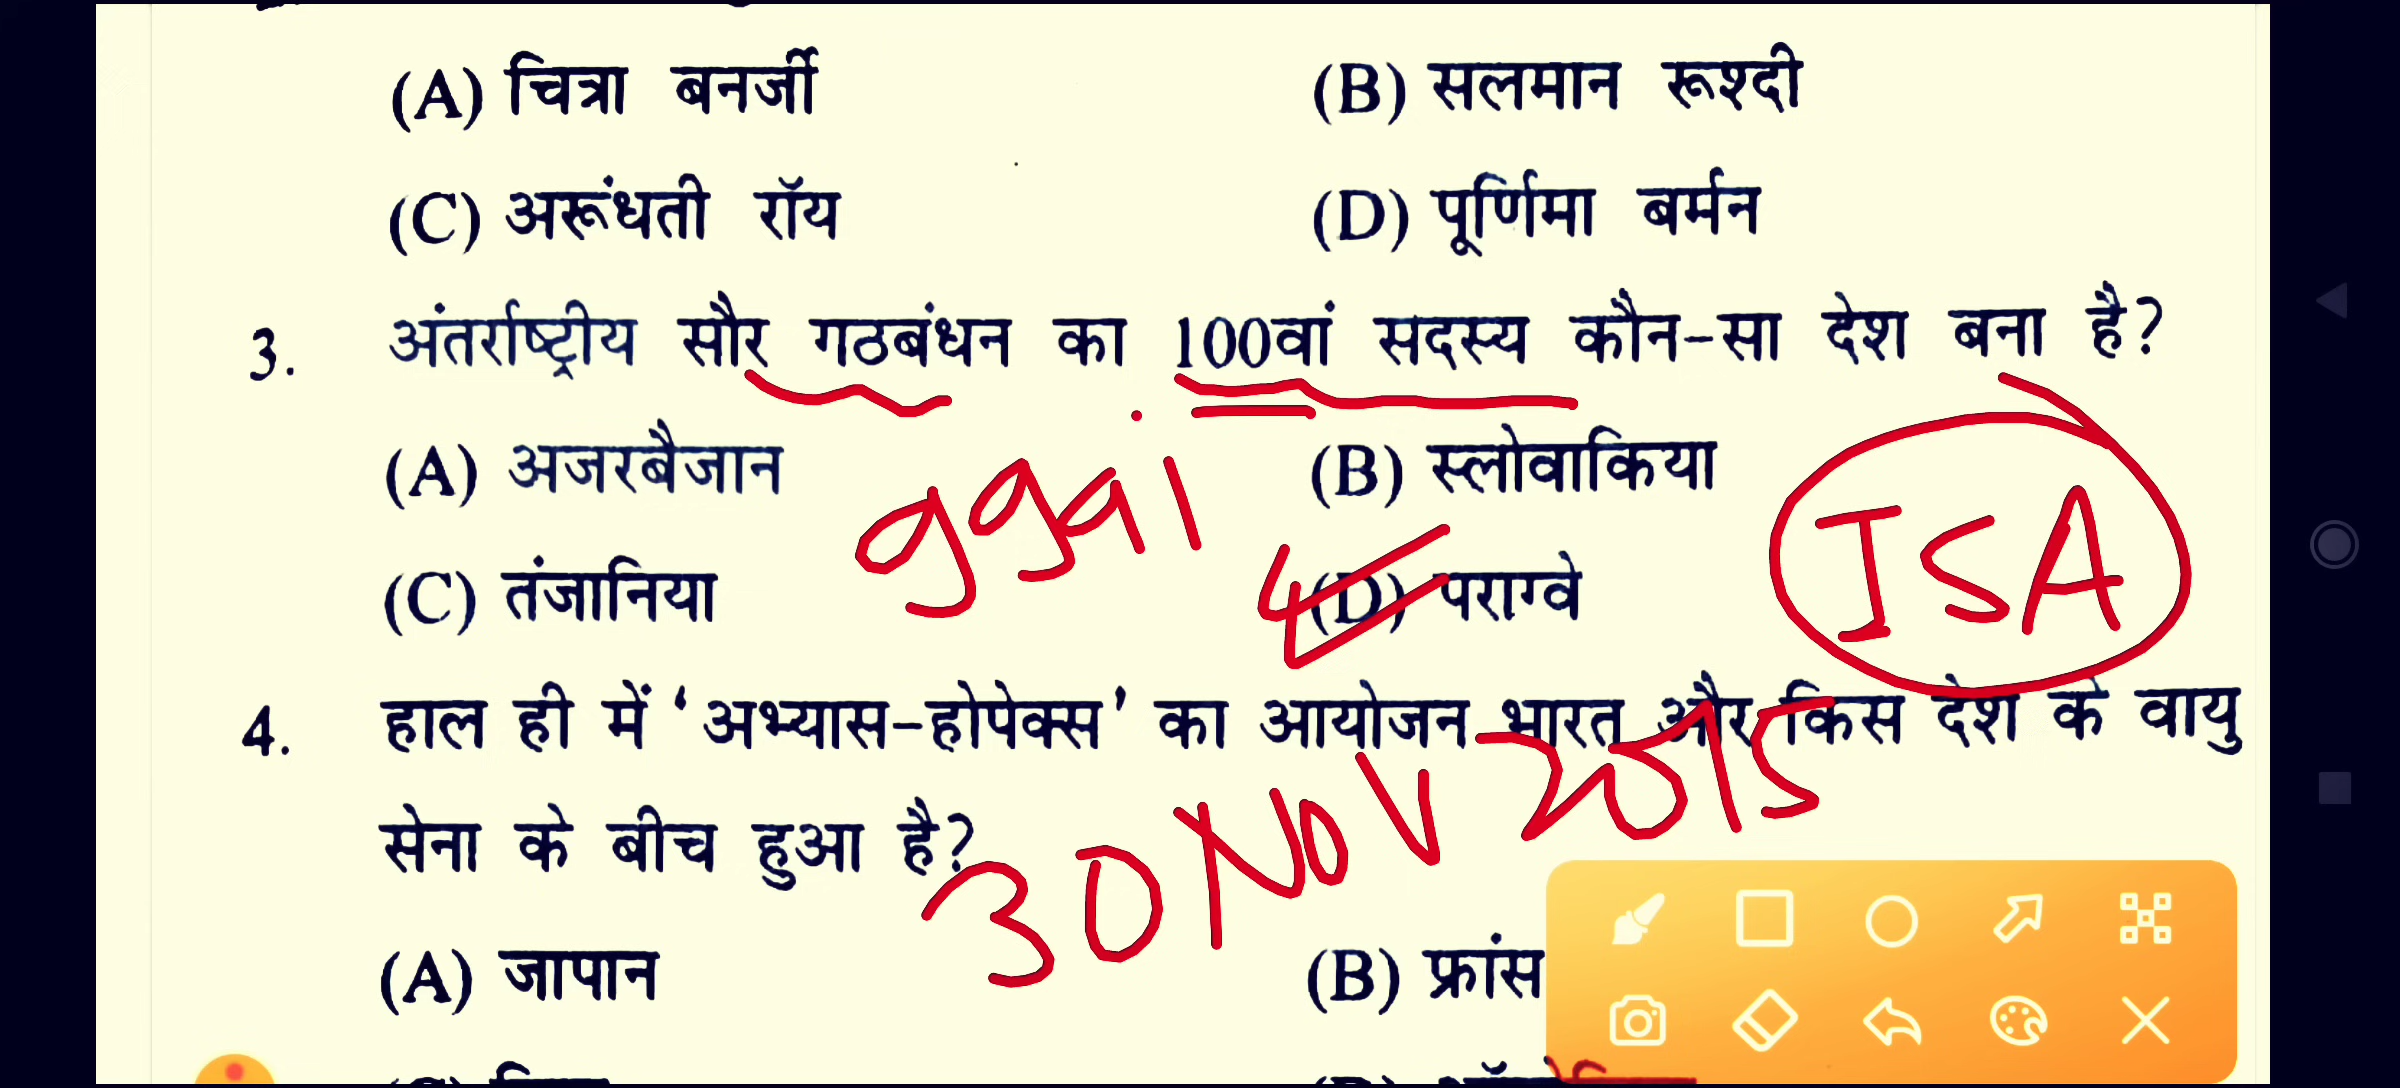 (A) चित्रा बनर्जी (B) सलमान रूश्दी
(C) अरूंधती रॉय (D) पूर्णिमा बर्मन
3. अंतर्राष्ट्रीय सौर गठबंधन का 100वां सदस्य कौन-सा देश बना है?
(A) अजरबैजान (B) स्लोवाकिया
ISA
(C) तंजानिया (D) पराग्वे
4. हाल ही में 'अभ्यास-होपेक्स' का आयोजन भारत और किस देश के वायु
सेना के बीच हुआ है?
30 NOV 2015
(A) जापान (B) फ्रांस